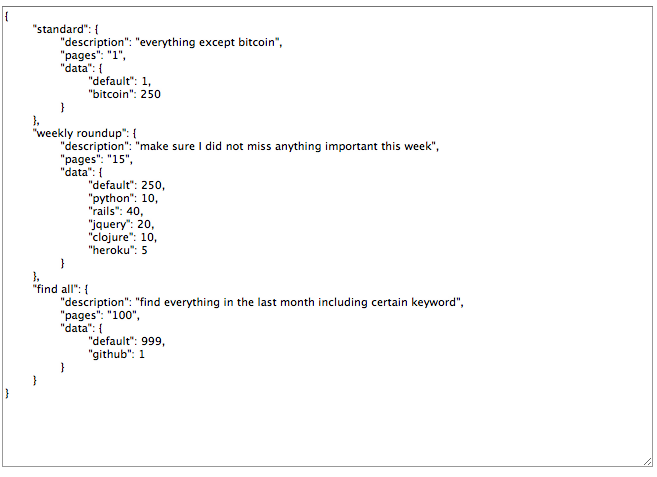 {
"standard": {
"description": "everything except bitcoin",
"pages": "1",
"data": {
"default": 1,
"bitcoin": 250
}
},
"weekly roundup": {
"description": "make sure I did not miss anything important this week",
"pages": "15",
"data": {
"default": 250,
"python": 10,
"rails": 40,
"jquery": 20,
"clojure": 10,
"heroku": 5
}
},
"find all": {
"description": "find everything in the last month including certain keyword",
"pages": "100",
"data": {
"default": 999,
"github": 1
}
}
}